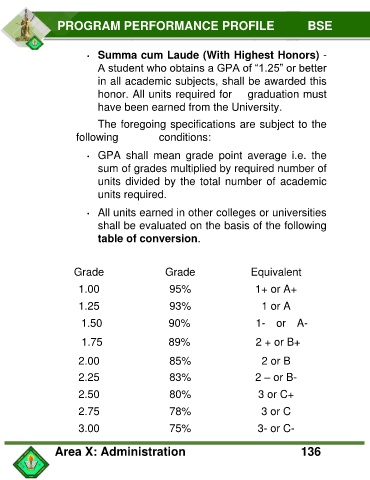 PROGRAM PERFORMANCE PROFILE BSE
· Summa cum Laude (With Highest Honors) -
A student who obtains a GPA of “1.25” or better
in all academic subjects, shall be awarded this
honor. All units required for graduation must
have been earned from the University.
The foregoing specifications are subject to the
following conditions:
· GPA shall mean grade point average i.e. the
sum of grades multiplied by required number of
units divided by the total number of academic
units required.
· All units earned in other colleges or universities
shall be evaluated on the basis of the following
table of conversion.
Grade Grade Equivalent
1.00 95% 1+ or A+
1.25 93% 1 or A
1.50 90% 1- or A-
1.75 89% 2 + or B+
2.00 85% 2 or B
2.25 83% 2 – or B-
2.50 80% 3 or C+
2.75 78% 3 or C
3.00 75% 3- or C-
Area X: Administration 136